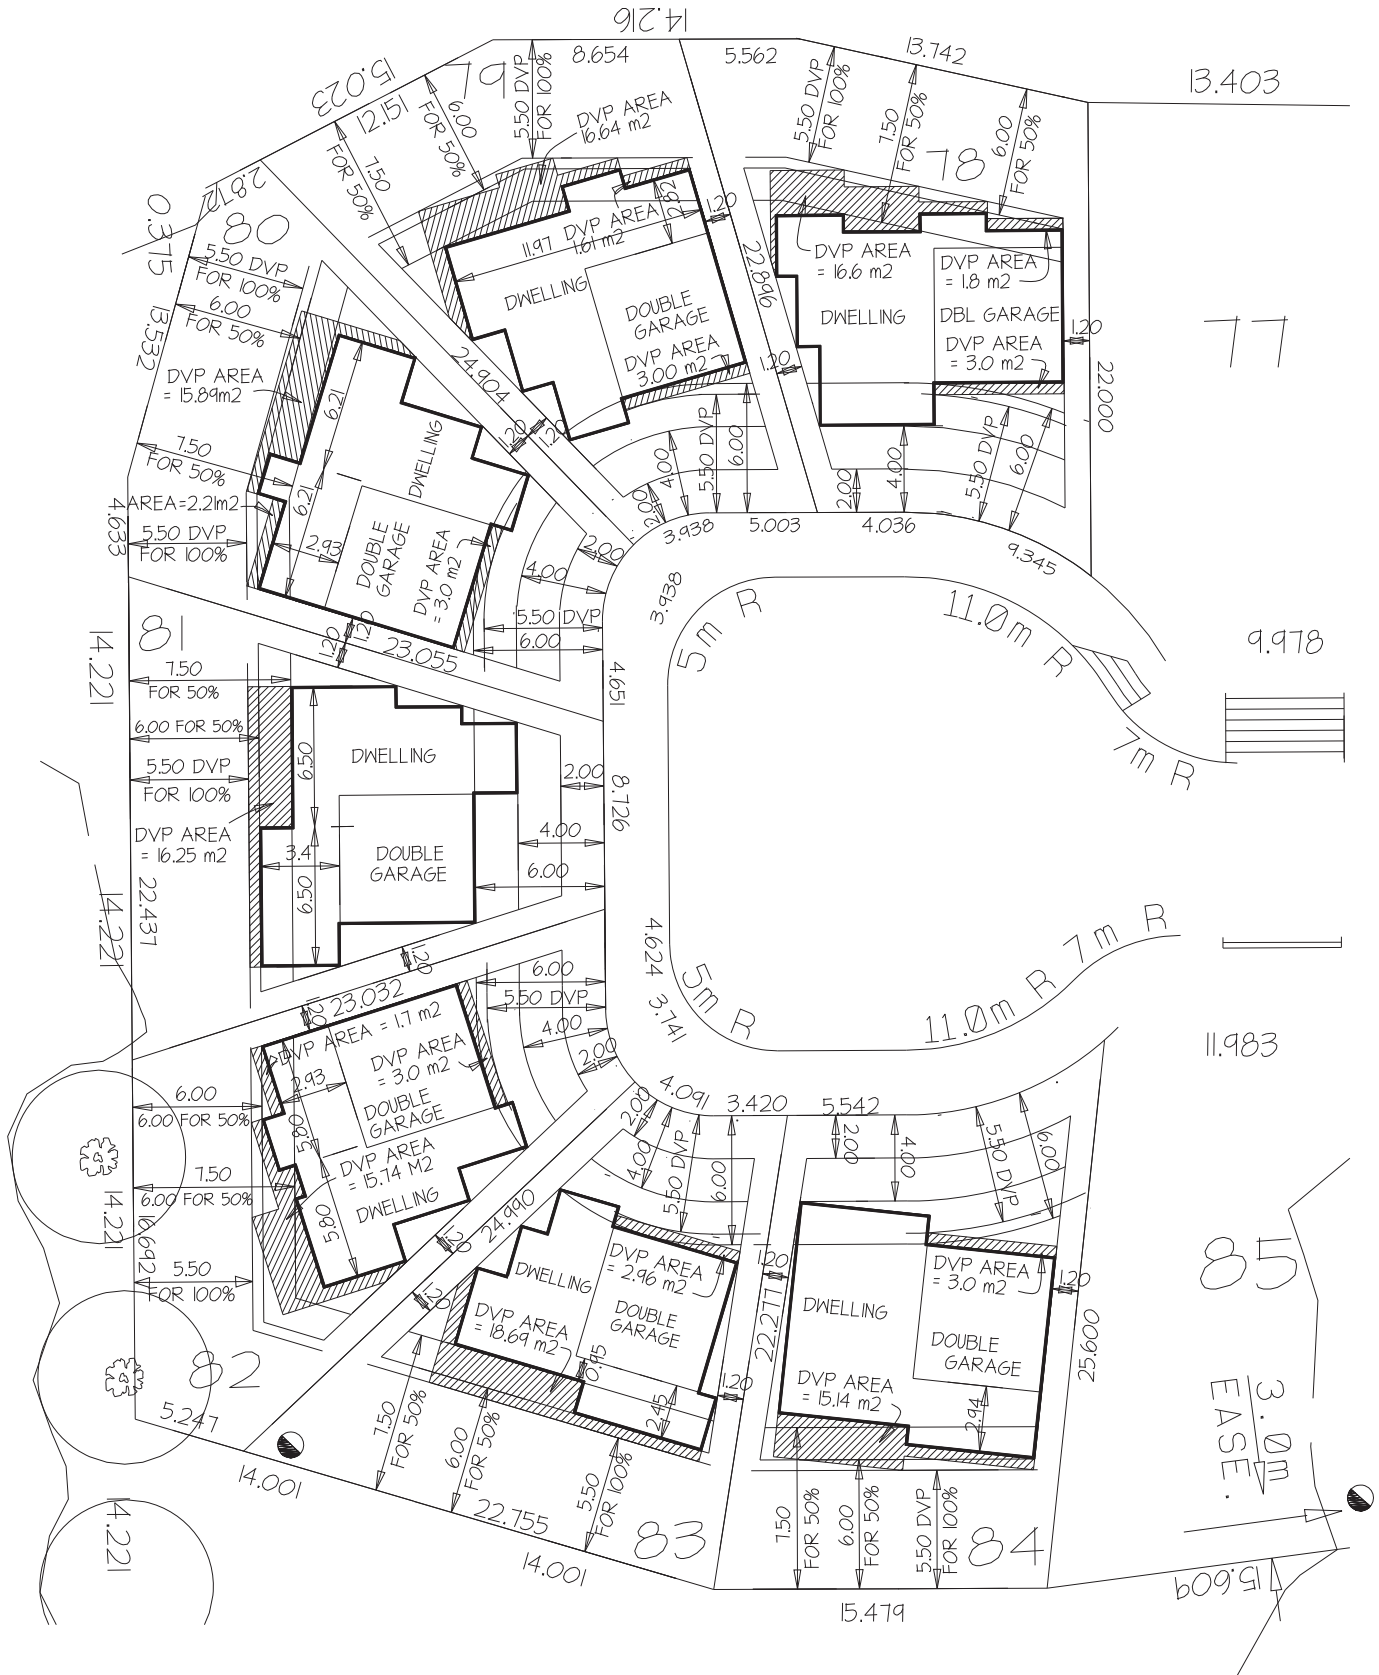 14.216
8.654
5.562
13.742
13.403
15.023
12.151
79
78
77
5.50 DVP
FOR 100%
6.00
FOR 50%
7.50
FOR 50%
DVP AREA
16.64 m2
5.50 DVP
FOR 100%
7.50
FOR 50%
6.00
FOR 50%
2.872
80
0.375
5.50 DVP
FOR 100%
6.00
FOR 50%
13.532
DVP AREA
= 15.89m2
7.50
FOR 50%
AREA=2.21m2
5.50 DVP
FOR 100%
4.633
11.97
DVP AREA
1.61 m2
2.82
1.20
DWELLING
DOUBLE
GARAGE
DVP AREA
3.00 m2
22.896
1.20
DVP AREA
= 16.6 m2
DVP AREA
= 1.8 m2
DWELLING
DBL GARAGE
DVP AREA
= 3.0 m2
1.20
22.000
24.904
1.20
1.20
6.21
6.21
DWELLING
DOUBLE
GARAGE
2.93
DVP AREA
= 3.0 m2
4.00
5.50 DVP
6.00
2.00
4.00
5.50 DVP
6.00
3.938
5.003
4.036
9.345
2.00
4.00
5.50 DVP
6.00
3.938
5m R
11.0m R
7m R
9.978
81
14.221
1.20
1.20
23.055
4.651
7.50
FOR 50%
6.00 FOR 50%
5.50 DVP
FOR 100%
DVP AREA
= 16.25 m2
6.50
6.50
3.4
DWELLING
DOUBLE
GARAGE
2.00
4.00
6.00
8.726
22.437
14.221
1.20
1.20
23.032
4.624
3.741
6.00
5.50 DVP
4.00
2.00
5m R
11.0m R
7m R
11.983
DVP AREA = 1.7 m2
DVP AREA
= 3.0 m2
2.93
DOUBLE
GARAGE
5.80
DVP AREA
= 15.74 M2
DWELLING
5.80
6.00
6.00 FOR 50%
7.50
6.00 FOR 50%
5.50
FOR 100%
14.221
16.692
82
5.247
4.091
3.420
5.542
2.00
4.00
5.50 DVP
6.00
2.00
4.00
5.50 DVP
6.00
24.990
1.20
1.20
DWELLING
DVP AREA
= 2.96 m2
DOUBLE
GARAGE
DVP AREA
= 18.69 m2
0.95
2.45
1.20
1.20
22.277
DWELLING
DVP AREA
= 3.0 m2
DOUBLE
GARAGE
DVP AREA
= 15.14 m2
2.94
1.20
25.600
85
3.0m
EASE.
7.50
FOR 50%
6.00
FOR 50%
5.50
FOR 100%
14.001
22.755
14.001
83
7.50
FOR 50%
6.00
FOR 50%
5.50 DVP
FOR 100%
84
15.479
15.609
14.221